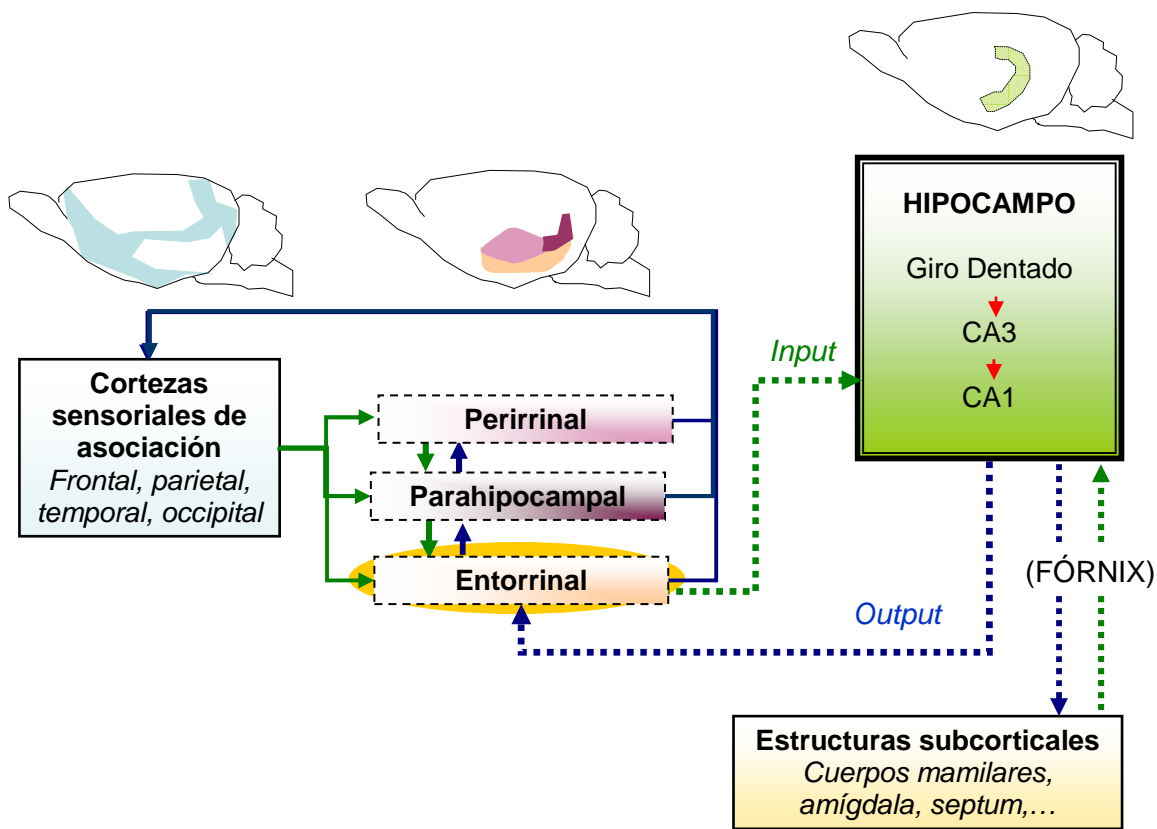 HIPOCAMPO
Giro Dentado
CA3
CA1
Input
Cortezas
sensoriales de
asociación
Frontal, parietal,
temporal, occipital
Perirrinal
Parahipocampal
Entorrinal
(FÓRNIX)
Output
Estructuras subcorticales
Cuerpos mamilares,
amígdala, septum,…